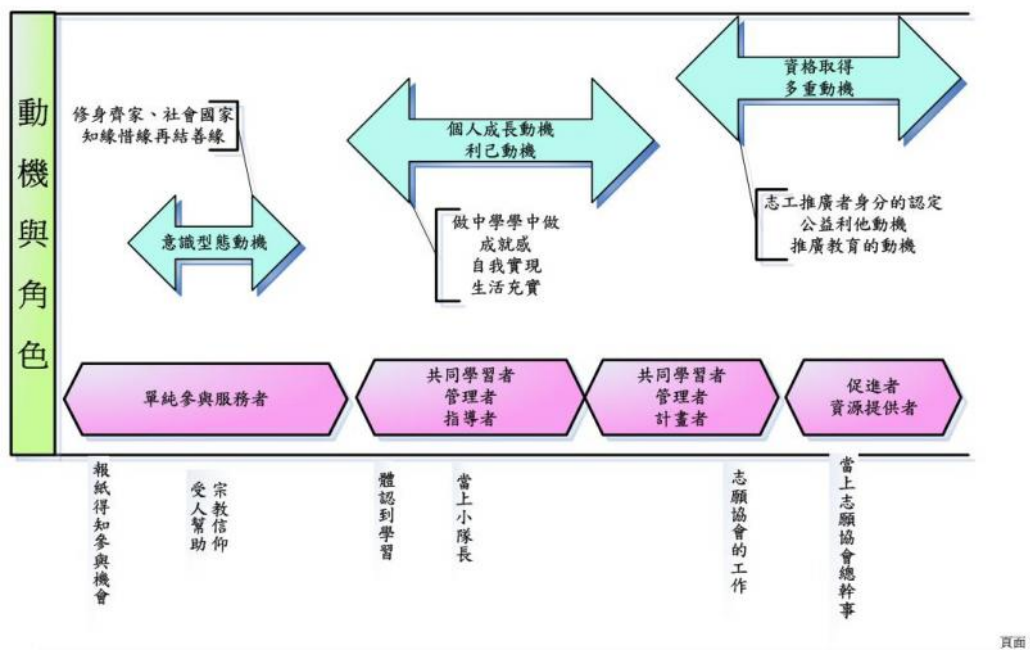 動機與角色
修身齊家、社會國家
知緣惜緣再結善緣
意識型態動機
個人成長動機
利己動機
做中學學中做
成就感
自我實現
生活充實
資格取得
多重動機
志工推廣者身分的認定
公益利他動機
推廣教育的動機
單純參與服務者
共同學習者
管理者
指導者
共同學習者
管理者
計畫者
促進者
資源提供者
報紙得知參與機會
宗教信仰
受人幫助
體認到學習
當上小隊長
志願協會的工作
當上志願協會總幹事
頁面